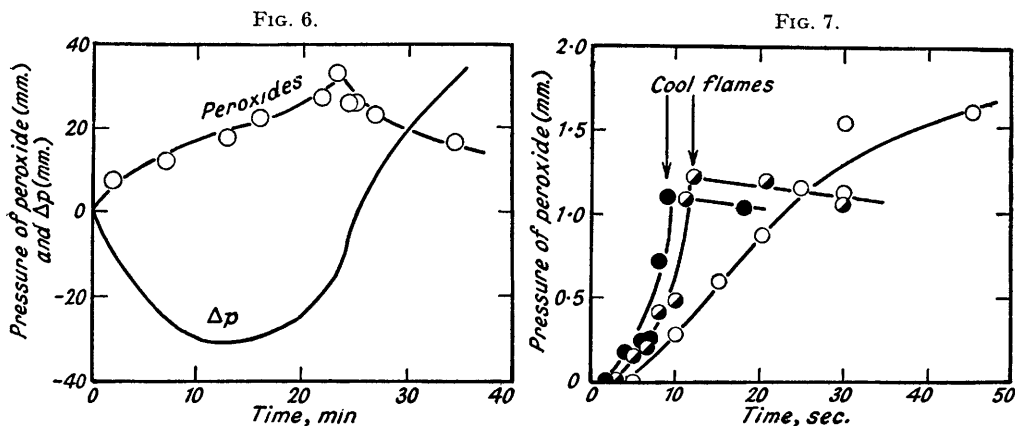 FIG. 6.
Pressure of peroxide (mm.)
and Δp (mm.)
40
20
0
-20
-40
Peroxides
Δp
0
10
20
30
40
Time, min
FIG. 7.
Pressure of peroxide (mm.)
2·0
1·5
1·0
0·5
0
Cool flames
0
10
20
30
40
50
Time, sec.